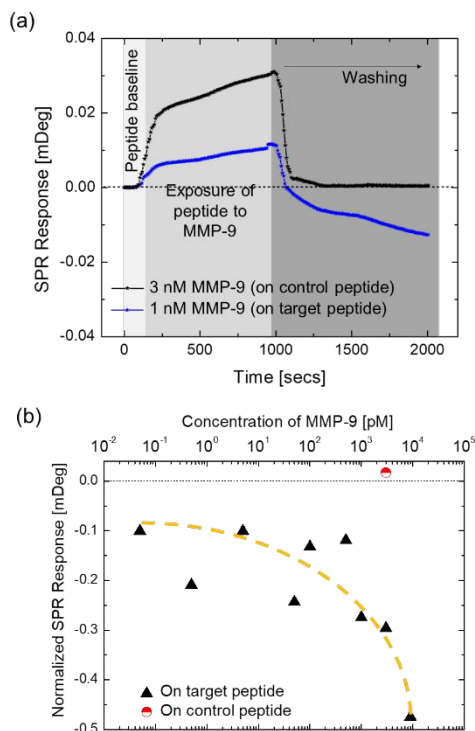 (a)
0.04
0.02
0.00
-0.02
-0.04
SPR Response [mDeg]
Peptide baseline
Washing
Exposure of
peptide to
MMP-9
3 nM MMP-9 (on control peptide)
1 nM MMP-9 (on target peptide)
0 500 1000 1500 2000
Time [secs]
(b)
Concentration of MMP-9 [pM]
10⁻² 10⁻¹ 10⁰ 10¹ 10² 10³ 10⁴ 10⁵
0.0
-0.1
-0.2
-0.3
-0.4
-0.5
Normalized SPR Response [mDeg]
On target peptide
On control peptide